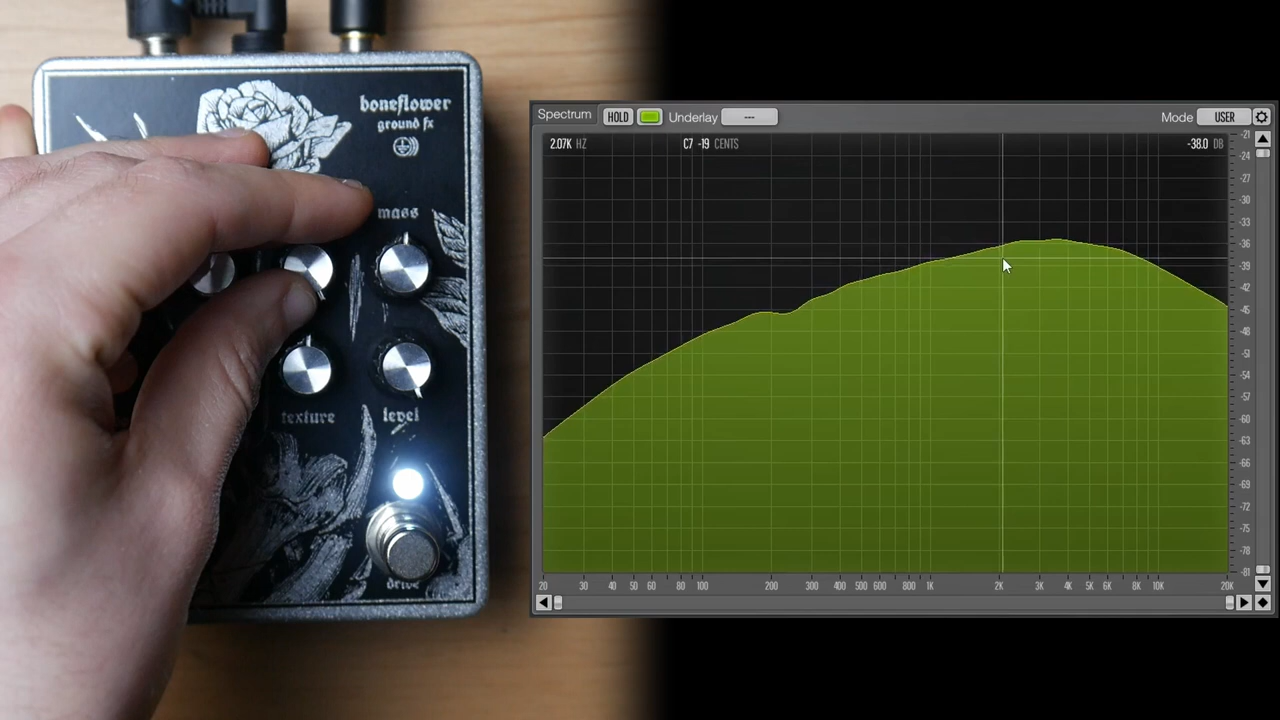 boneflower
ground fx
mass
texture
level
drive
Spectrum HOLD Underlay --- Mode USER
2.07K HZ C7 -19 CENTS -38.0 DB
-21
-24
-27
-30
-33
-36
-39
-42
-45
-48
-51
-54
-57
-60
-63
-66
-69
-72
-75
-78
-81
20 30 40 50 60 80 100 200 300 400 500 600 800 1K 2K 3K 4K 5K 6K 8K 10K 20K